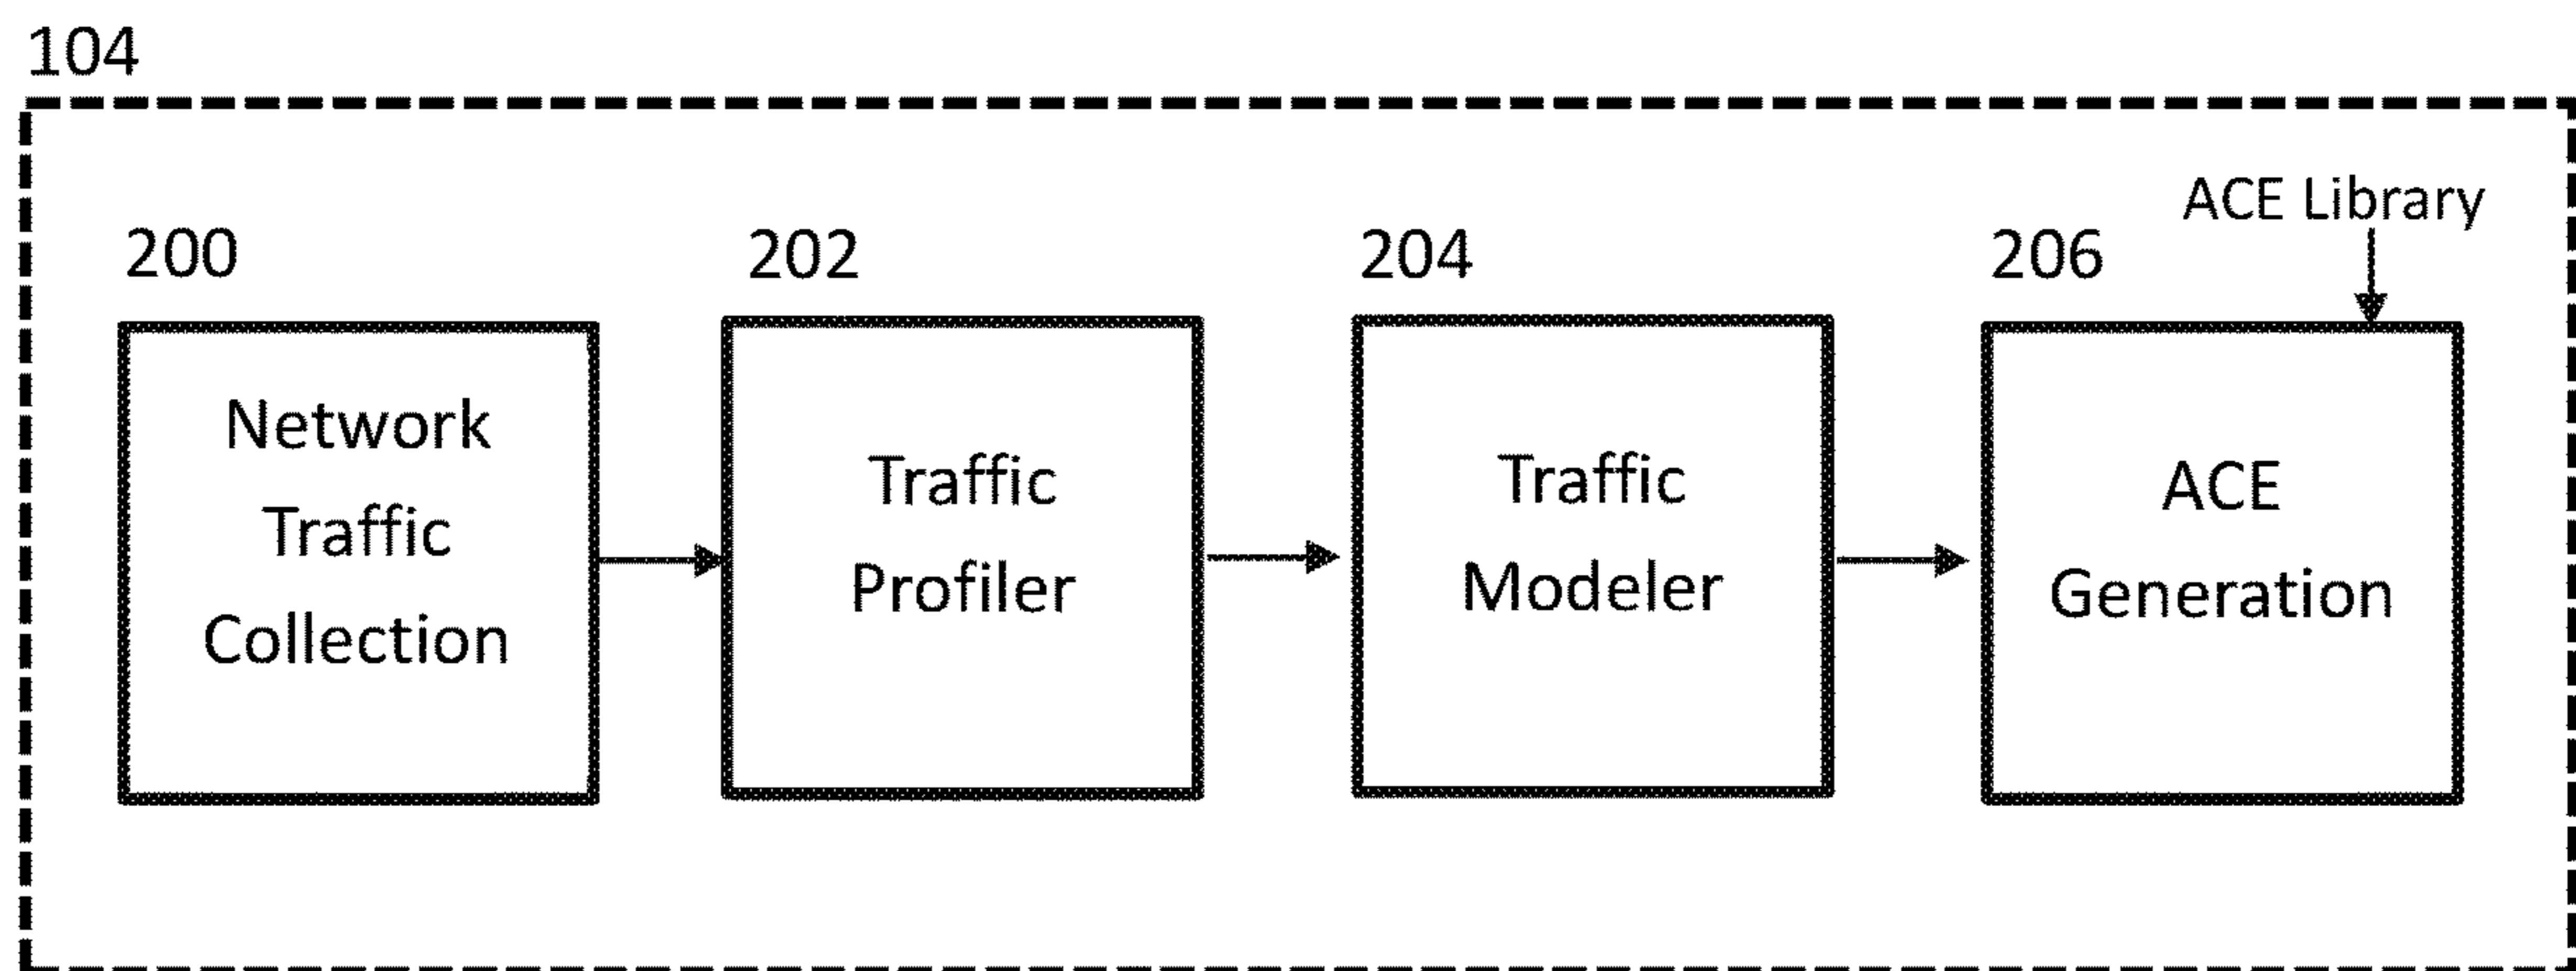 104
ACE Library
200
202
204
206
Network
Traffic
Collection
Traffic
Profiler
Traffic
Modeler
ACE
Generation